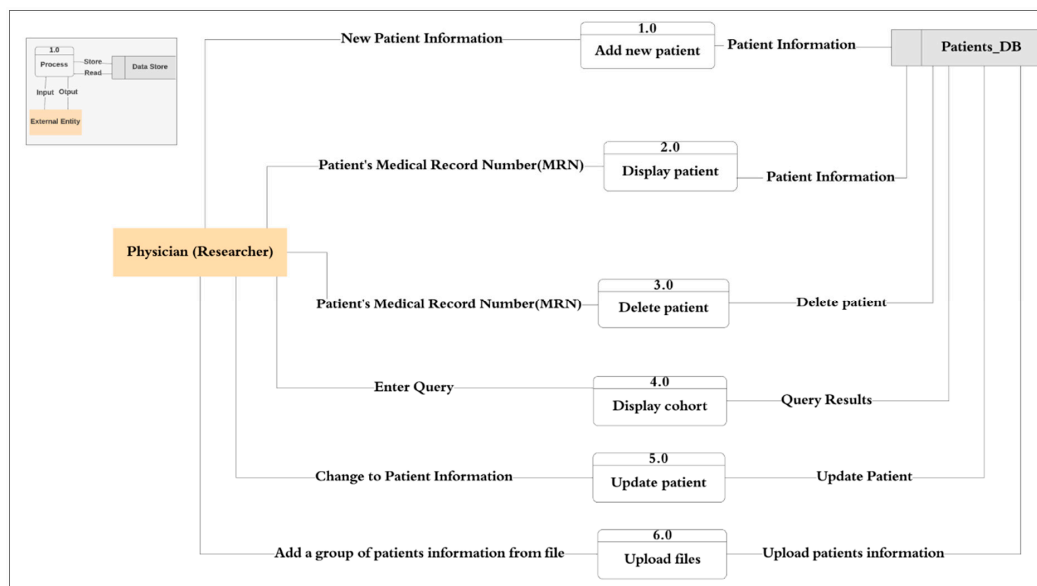 1.0
Process
Store
Read
Data Store
Input
Otput
External Entity
New Patient Information
1.0
Add new patient
Patient Information
Patients_DB
Patient's Medical Record Number(MRN)
2.0
Display patient
Patient Information
Physician (Researcher)
Patient's Medical Record Number(MRN)
3.0
Delete patient
Delete patient
Enter Query
4.0
Display cohort
Query Results
Change to Patient Information
5.0
Update patient
Update Patient
Add a group of patients information from file
6.0
Upload files
Upload patients information